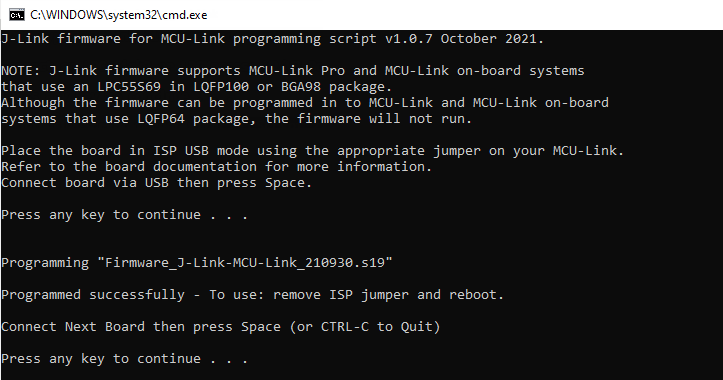 C:\WINDOWS\system32\cmd.exe
J-Link firmware for MCU-Link programming script v1.0.7 October 2021.
NOTE: J-Link firmware supports MCU-Link Pro and MCU-Link on-board systems
that use an LPC55S69 in LQFP100 or BGA98 package.
Although the firmware can be programmed in to MCU-Link and MCU-Link on-board
systems that use LQFP64 package, the firmware will not run.
Place the board in ISP USB mode using the appropriate jumper on your MCU-Link.
Refer to the board documentation for more information.
Connect board via USB then press Space.
Press any key to continue . . .
Programming "Firmware_J-Link-MCU-Link_210930.s19"
Programmed successfully - To use: remove ISP jumper and reboot.
Connect Next Board then press Space (or CTRL-C to Quit)
Press any key to continue . . .